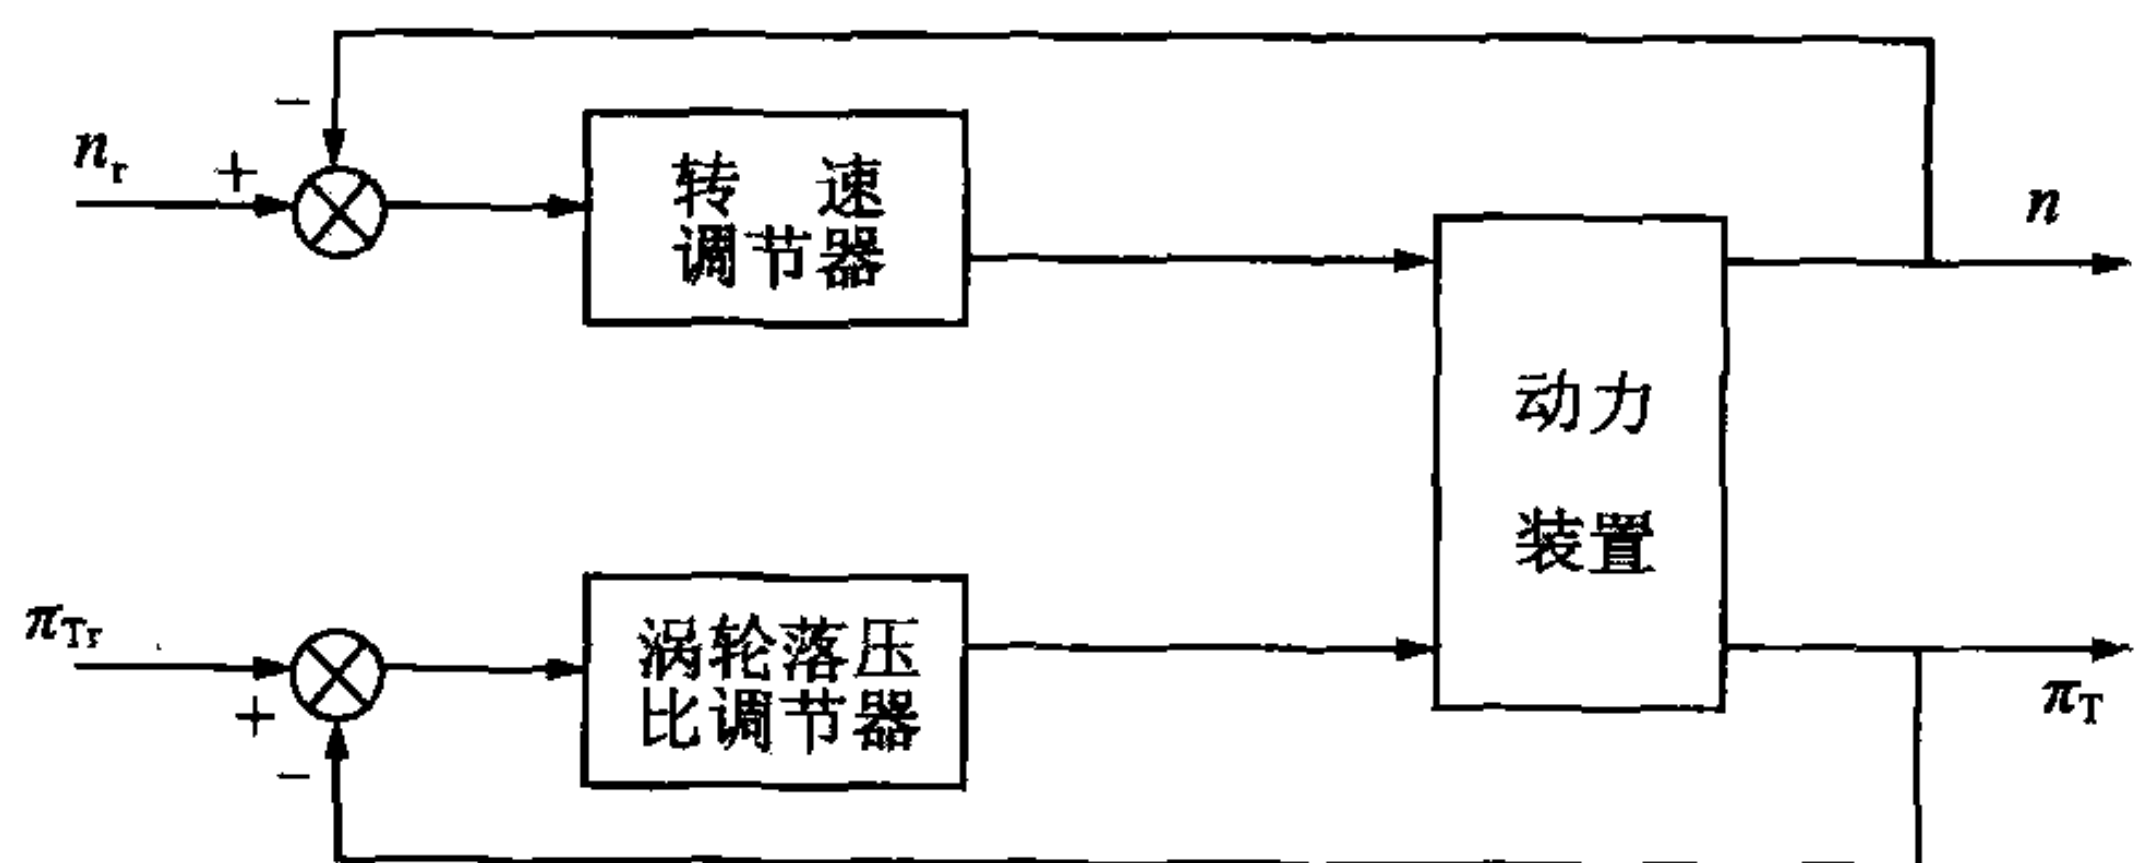 −
n_r
+
转 速
调节器
n
动力
装置
π_Tr
+
−
涡轮落压
比调节器
π_T